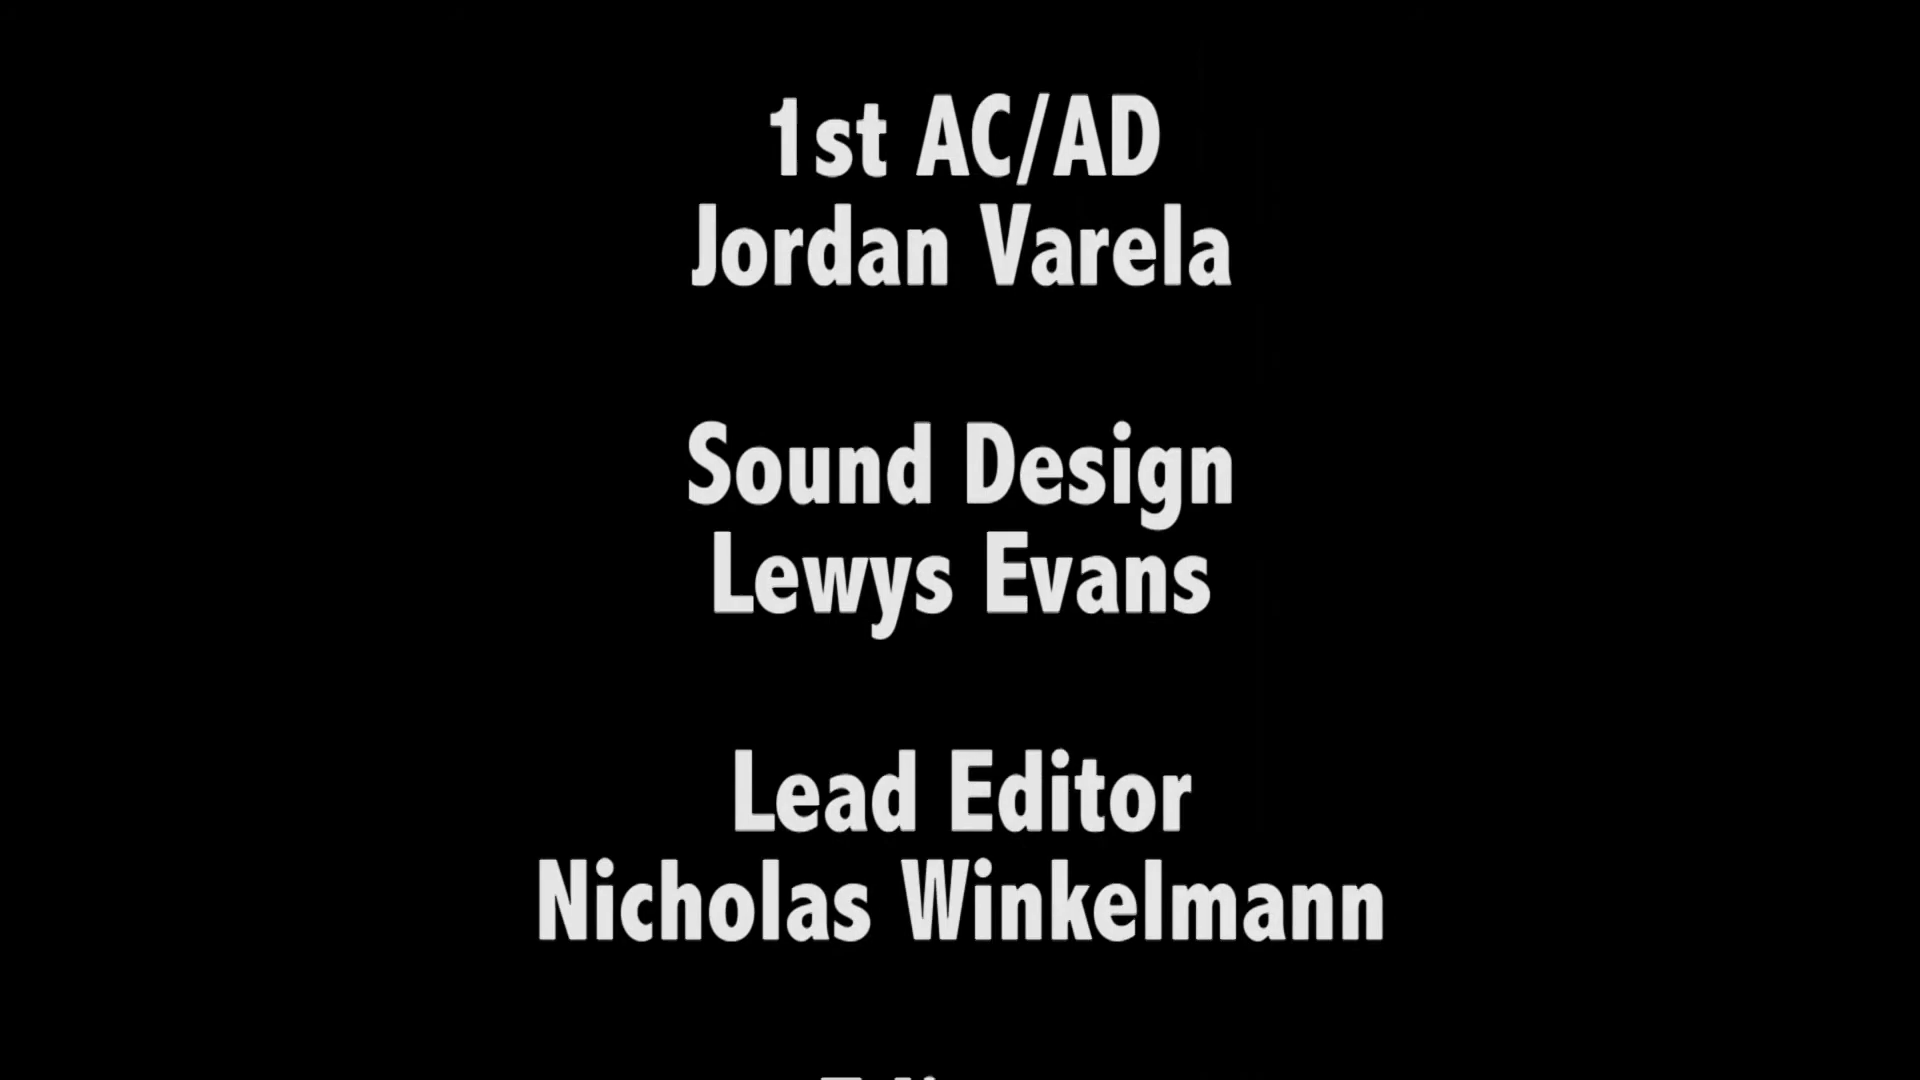 1st AC/AD
Jordan Varela
Sound Design
Lewys Evans
Lead Editor
Nicholas Winkelmann